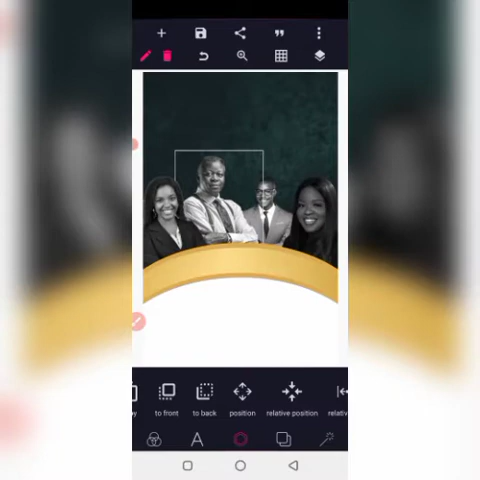 to front
to back
position
relative position